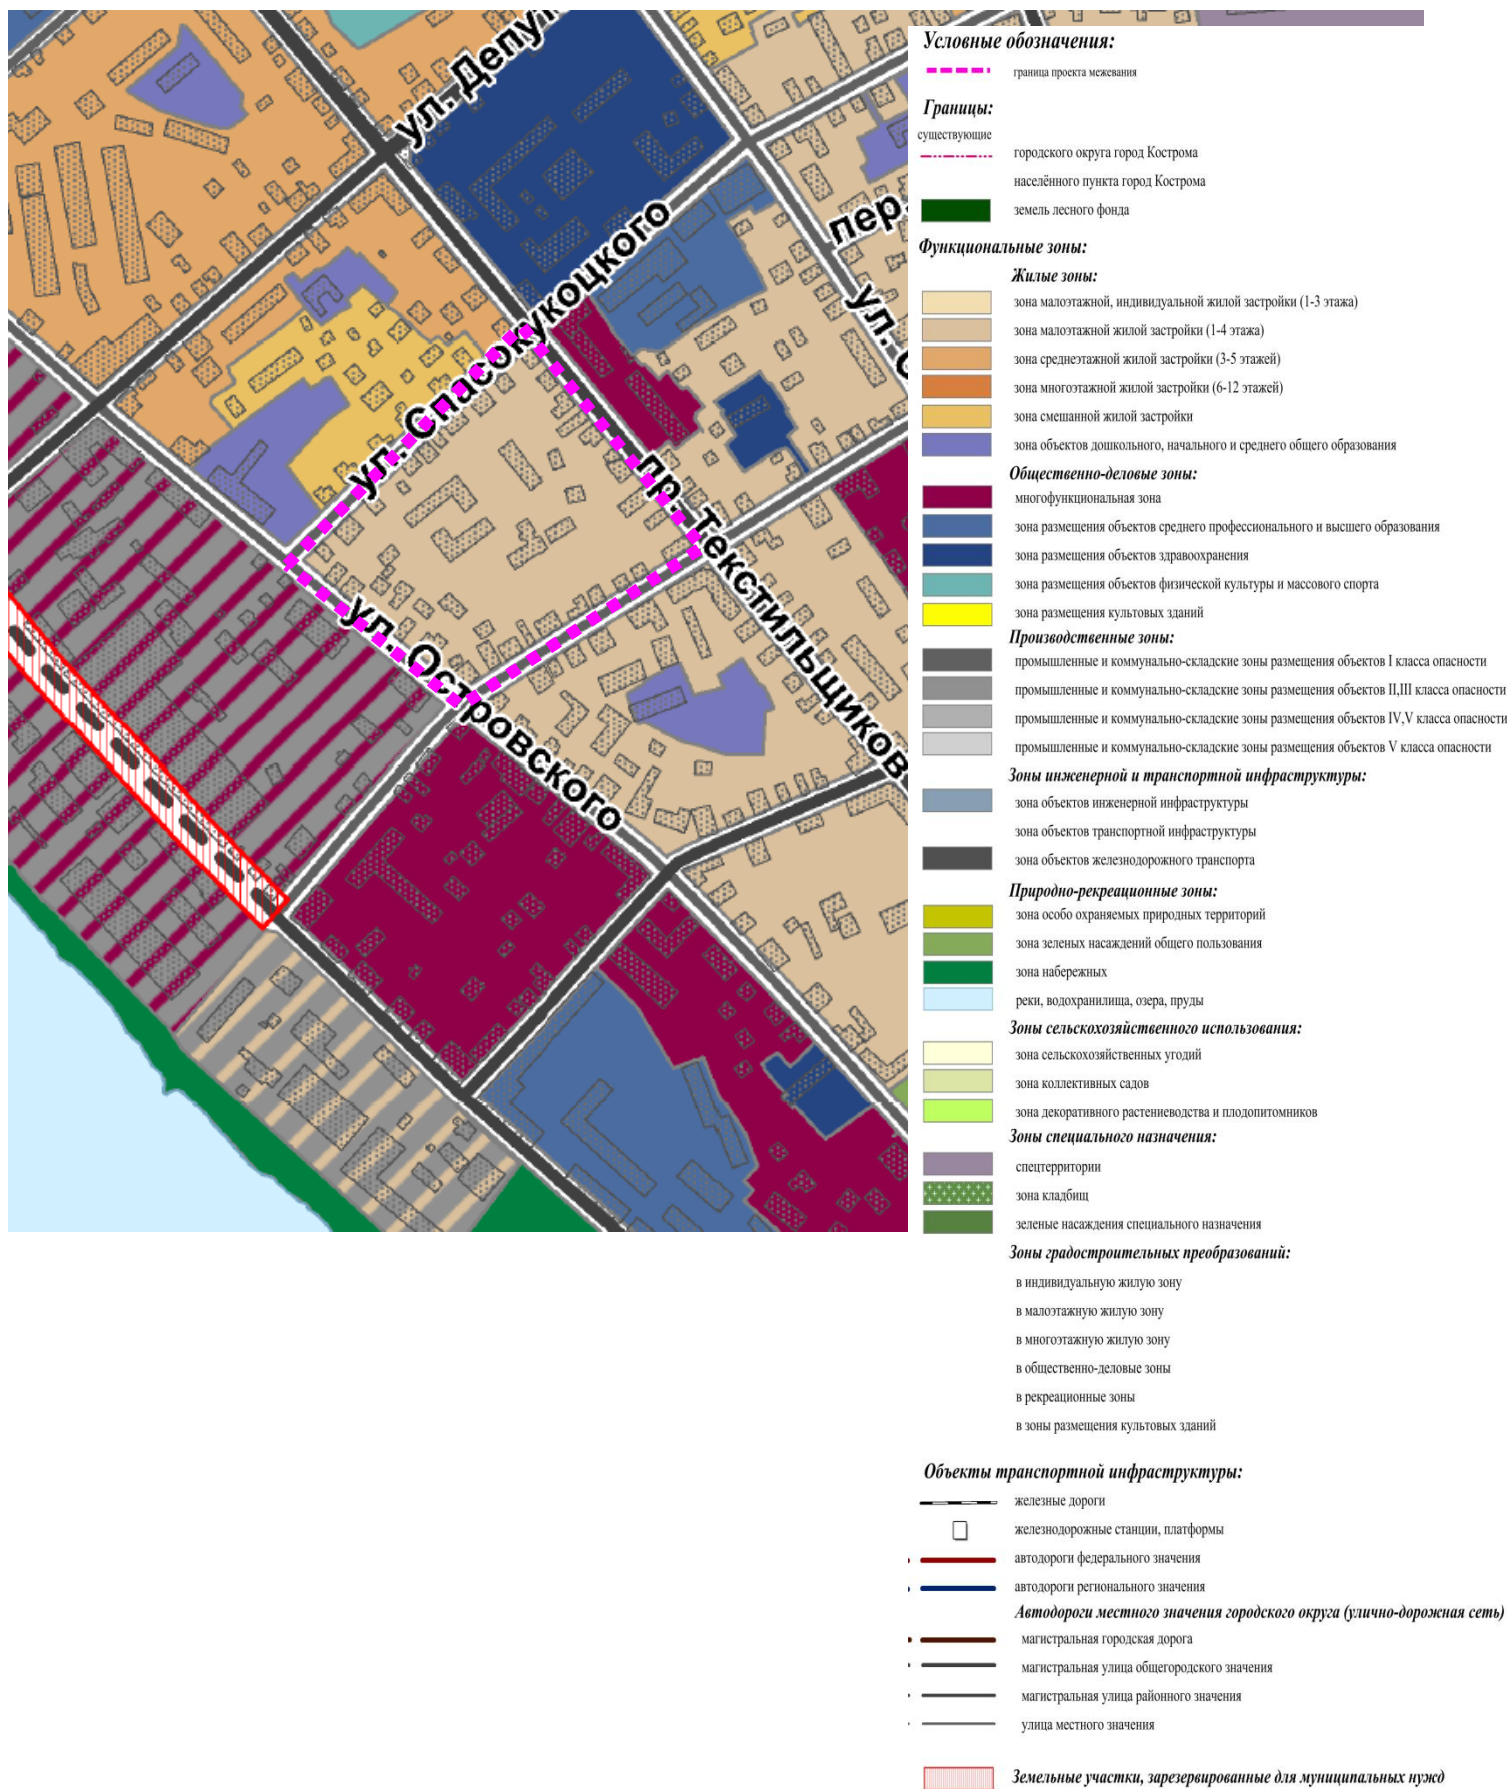 ул. Депу
ул. Спасокукоцкого
пер.
ул. С
пр. Текстильщиков
ул. Островского
Условные обозначения:
граница проекта межевания
Границы:
существующие
городского округа город Кострома
населённого пункта город Кострома
земель лесного фонда
Функциональные зоны:
Жилые зоны:
зона малоэтажной, индивидуальной жилой застройки (1-3 этажа)
зона малоэтажной жилой застройки (1-4 этажа)
зона среднеэтажной жилой застройки (3-5 этажей)
зона многоэтажной жилой застройки (6-12 этажей)
зона смешанной жилой застройки
зона объектов дошкольного, начального и среднего общего образования
Общественно-деловые зоны:
многофункциональная зона
зона размещения объектов среднего профессионального и высшего образования
зона размещения объектов здравоохранения
зона размещения объектов физической культуры и массового спорта
зона размещения культовых зданий
Производственные зоны:
промышленные и коммунально-складские зоны размещения объектов I класса опасности
промышленные и коммунально-складские зоны размещения объектов II,III класса опасности
промышленные и коммунально-складские зоны размещения объектов IV,V класса опасности
промышленные и коммунально-складские зоны размещения объектов V класса опасности
Зоны инженерной и транспортной инфраструктуры:
зона объектов инженерной инфраструктуры
зона объектов транспортной инфраструктуры
зона объектов железнодорожного транспорта
Природно-рекреационные зоны:
зона особо охраняемых природных территорий
зона зеленых насаждений общего пользования
зона набережных
реки, водохранилища, озера, пруды
Зоны сельскохозяйственного использования:
зона сельскохозяйственных угодий
зона коллективных садов
зона декоративного растениеводства и плодопитомников
Зоны специального назначения:
спецтерритории
зона кладбищ
зеленые насаждения специального назначения
Зоны градостроительных преобразований:
в индивидуальную жилую зону
в малоэтажную жилую зону
в многоэтажную жилую зону
в общественно-деловые зоны
в рекреационные зоны
в зоны размещения культовых зданий
Объекты транспортной инфраструктуры:
железные дороги
железнодорожные станции, платформы
автодороги федерального значения
автодороги регионального значения
Автодороги местного значения городского округа (улично-дорожная сеть)
магистральная городская дорога
магистральная улица общегородского значения
магистральная улица районного значения
улица местного значения
Земельные участки, зарезервированные для муниципальных нужд